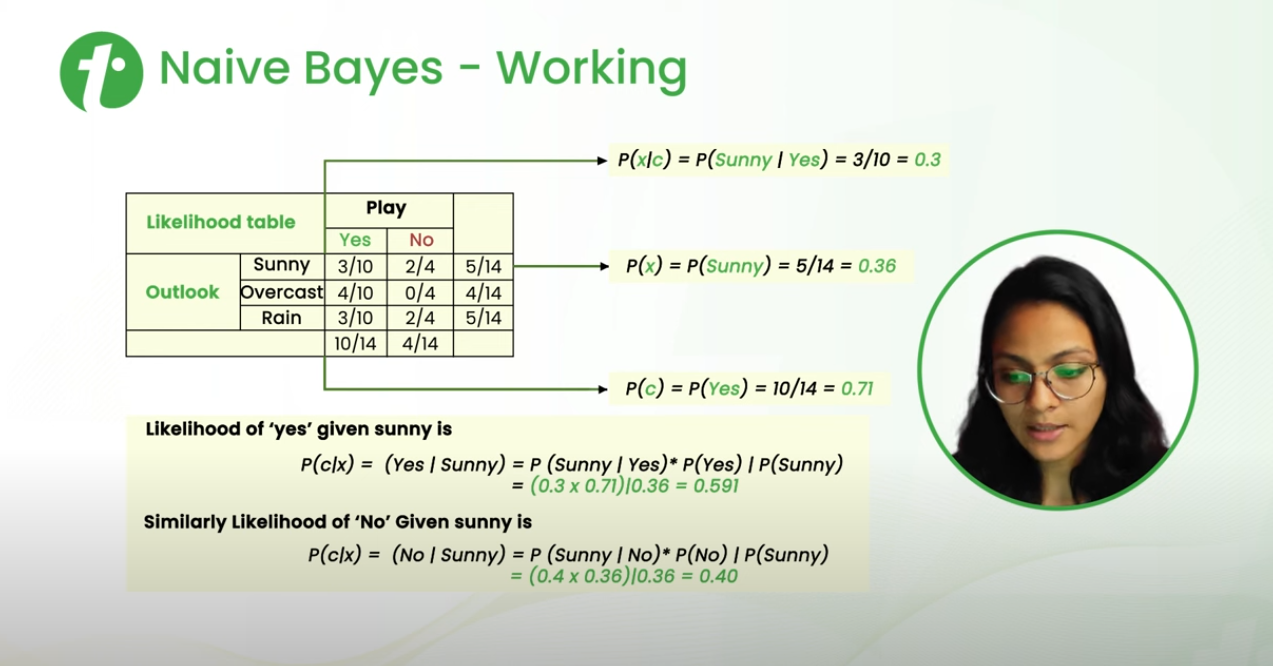 Naive Bayes - Working
P(x|c) = P(Sunny | Yes) = 3/10 = 0.3
Likelihood table
Play
Yes No
Sunny 3/10 2/4 5/14
P(x) = P(Sunny) = 5/14 = 0.36
Outlook Overcast 4/10 0/4 4/14
Rain 3/10 2/4 5/14
10/14 4/14
P(c) = P(Yes) = 10/14 = 0.71
Likelihood of ‘yes’ given sunny is
P(c|x) = (Yes | Sunny) = P (Sunny | Yes)* P(Yes) | P(Sunny)
= (0.3 x 0.71)|0.36 = 0.591
Similarly Likelihood of ‘No’ Given sunny is
P(c|x) = (No | Sunny) = P (Sunny | No)* P(No) | P(Sunny)
= (0.4 x 0.36)|0.36 = 0.40